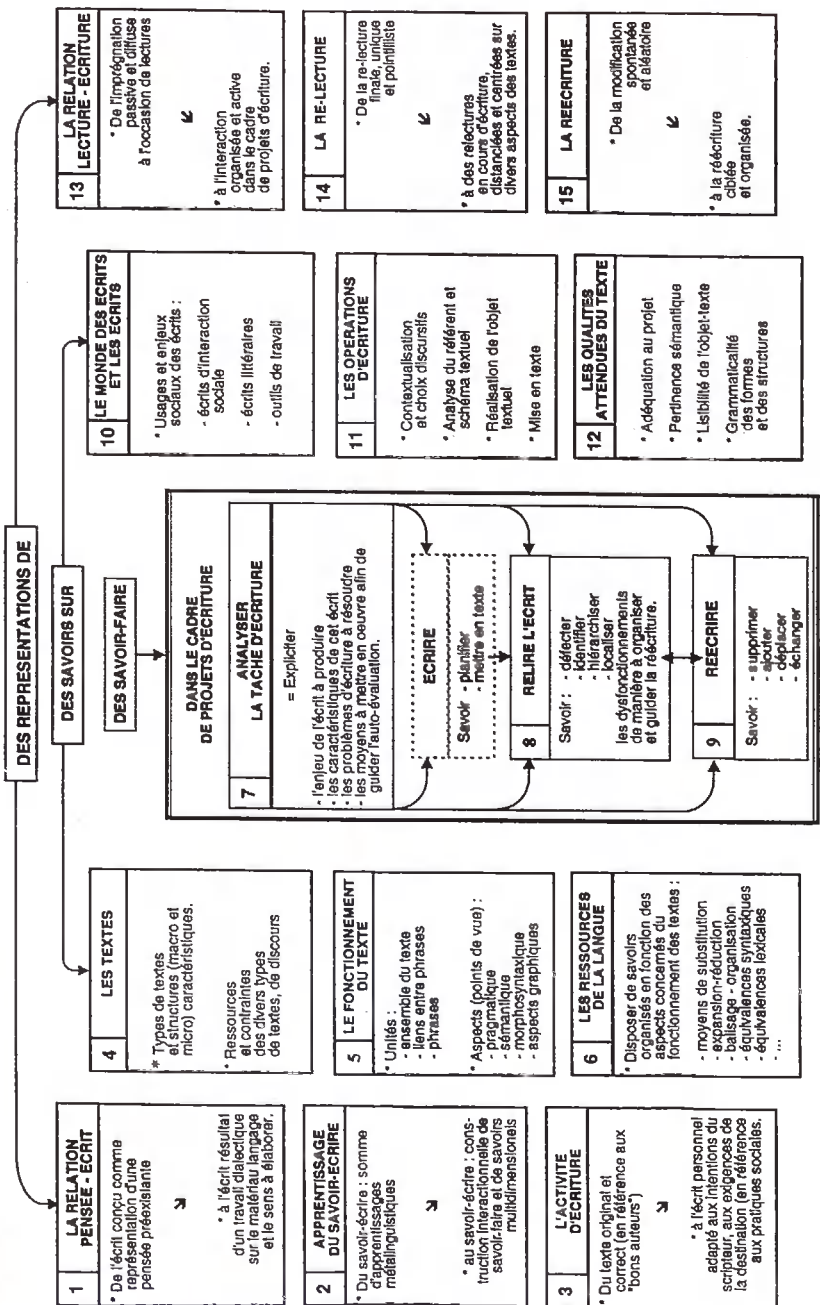 DES REPRESENTATIONS DE
DES SAVOIRS SUR
DES SAVOIR-FAIRE
1
LA RELATION
PENSEE - ECRIT
* De l'écrit conçu comme
représentation d'une
pensée préexistante
* à l'écrit résultat
d'un travail dialectique
sur le matériau langage
et le sens à élaborer.
2
APPRENTISSAGE
DU SAVOIR-ECRIRE
* Du savoir-écrire : somme
d'apprentissages
métalinguistiques
* au savoir-écrire : cons-
truction interactionnelle de
savoir-faire et de savoirs
multidimensionels
3
L'ACTIVITE
D'ECRITURE
* Du texte original et
correct (en référence aux
"bons auteurs")
* à l'écrit personnel
adapté aux intentions du
scripteur, aux exigences de
la destination (en référence
aux pratiques sociales.
4
LES TEXTES
* Types de textes
et structures (macro et
micro) caractéristiques.
* Ressources
et contraintes
des divers types
de textes, de discours
5
LE FONCTIONNEMENT
DU TEXTE
* Unités :
- ensemble du texte
- liens entre phrases
- phrases
* Aspects (points de vue) :
- pragmatique
- sémantique
- morphosyntaxique
- aspects graphiques
6
LES RESSOURCES
DE LA LANGUE
* Disposer de savoirs
organisés en fonction des
aspects concernés du
fonctionnement des textes :
- moyens de substitution
- expansion-réduction
- balisage - organisation
- équivalences syntaxiques
- équivalences lexicales
- ...
DANS LE CADRE
DE PROJETS D'ECRITURE
7
ANALYSER
LA TACHE D'ECRITURE
= Expliciter
- l'enjeu de l'écrit à produire
- les caractéristiques de cet écrit
- les problèmes d'écriture à résoudre
- les moyens à mettre en oeuvre afin de
guider l'auto-évaluation.
ECRIRE
Savoir - planifier
- mettre en texte
8
RELIRE L'ECRIT
Savoir : - détecter
- identifier
- hiérarchiser
- localiser
les dysfonctionnements
de manière à organiser
et guider la réécriture.
9
REECRIRE
Savoir : - supprimer
- ajouter
- déplacer
- échanger
10
LE MONDE DES ECRITS
ET LES ECRITS
* Usages et enjeux
sociaux des écrits :
- écrits d'interaction
sociale
- écrits littéraires
- outils de travail
11
LES OPERATIONS
D'ECRITURE
* Contextualisation
et choix discursifs
* Analyse du référent et
schéma textuel
* Réalisation de l'objet
textuel
* Mise en texte
12
LES QUALITES
ATTENDUES DU TEXTE
* Adéquation au projet
* Pertinence sémantique
* Lisibilité de l'objet-texte
* Grammaticalité
des formes
et des structures
13
LA RELATION
LECTURE - ECRITURE
* De l'imprégnation
passive et diffuse
à l'occasion de lectures
* à l'interaction
organisée et active
dans le cadre
de projets d'écriture.
14
LA RE-LECTURE
* De la re-lecture
finale, unique
et pointilliste
* à des relectures
en cours d'écriture,
distanciées et centrées sur
divers aspects des textes.
15
LA REECRITURE
* De la modification
spontanée
et aléatoire
* à la réécriture
ciblée
et organisée.